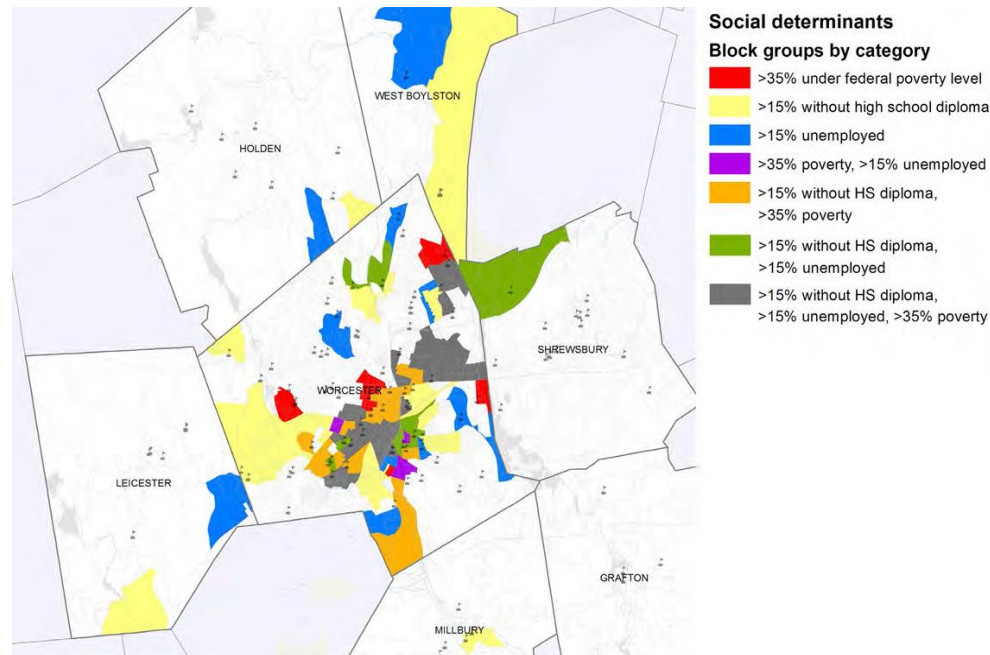 Social determinants
Block groups by category
>35% under federal poverty level
>15% without high school diploma
>15% unemployed
>35% poverty, >15% unemployed
>15% without HS diploma,
>35% poverty
>15% without HS diploma,
>15% unemployed
>15% without HS diploma,
>15% unemployed, >35% poverty
WEST BOYLSTON
HOLDEN
SHREWSBURY
WORCESTER
LEICESTER
GRAFTON
MILLBURY